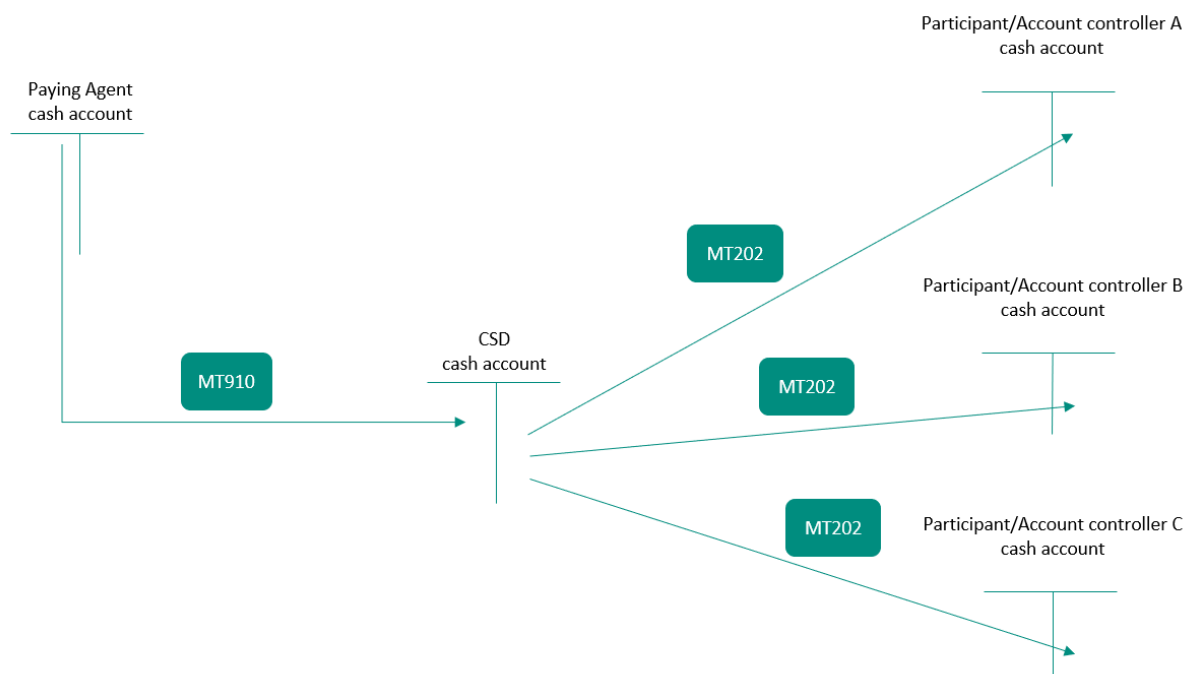 Participant/Account controller A
cash account
Paying Agent
cash account
MT202
Participant/Account controller B
cash account
CSD
cash account
MT910
MT202
MT202
Participant/Account controller C
cash account